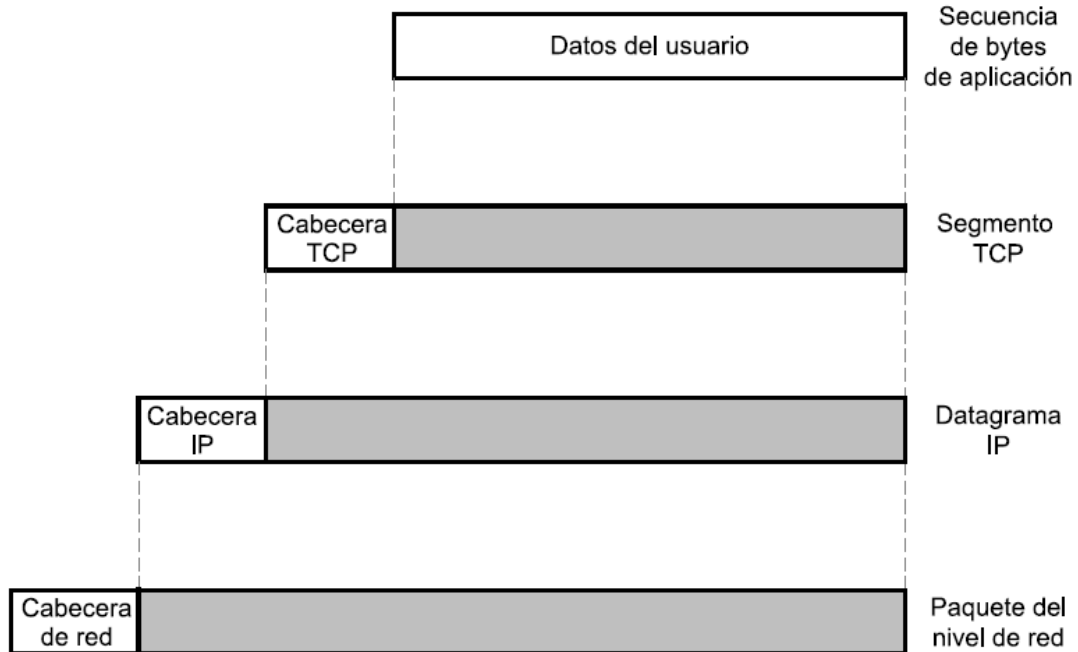 Datos del usuario
Secuencia
de bytes
de aplicación
Cabecera
TCP
Segmento
TCP
Cabecera
IP
Datagrama
IP
Cabecera
de red
Paquete del
nivel de red